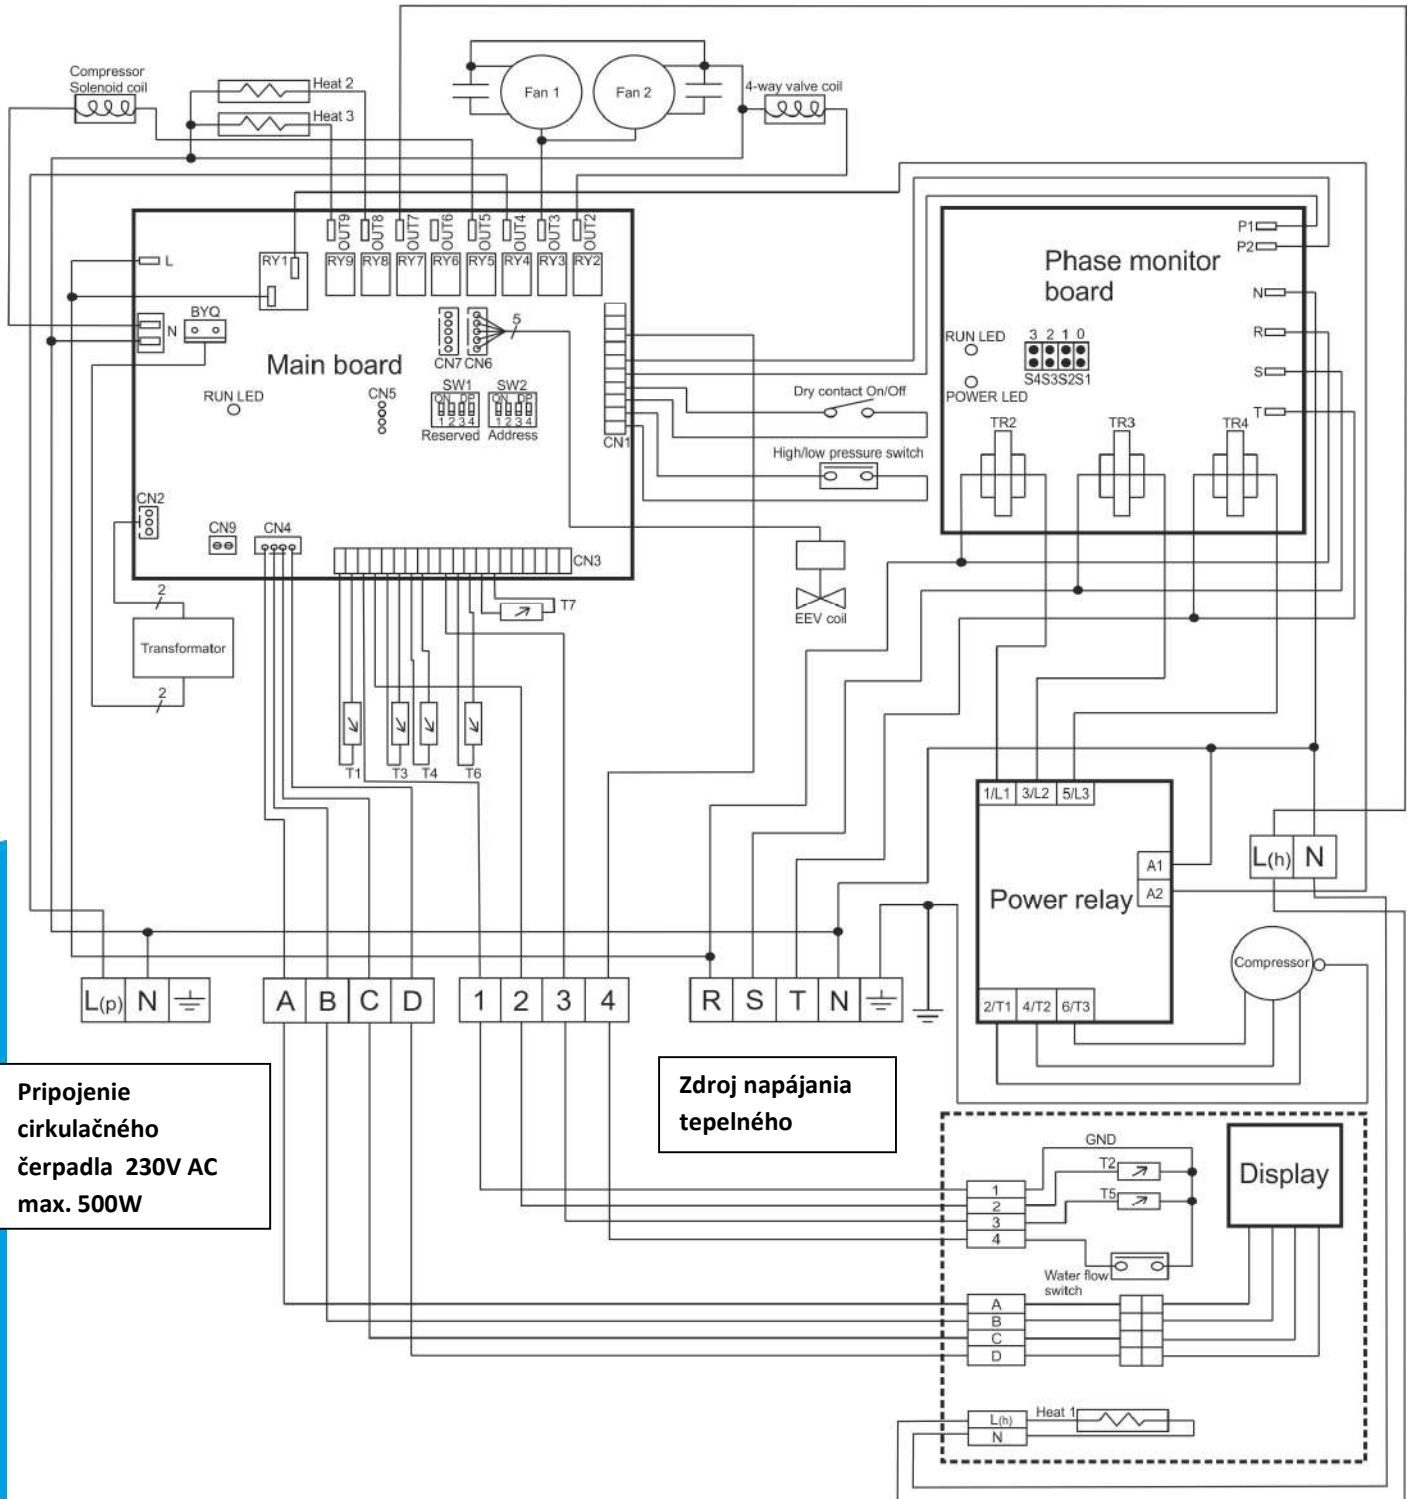 Compressor
Solenoid coil
Heat 2
Heat 3
Fan 1
Fan 2
4-way valve coil
OUT9
OUT8
OUT7
OUT6
OUT5
OUT4
OUT3
OUT2
L
RY1
RY9
RY8
RY7
RY6
RY5
RY4
RY3
RY2
N
BYQ
5
CN7
CN6
Main board
RUN LED
CN5
SW1
SW2
ON DP
ON DP
1 2 3 4
1 2 3 4
Reserved
Address
CN1
CN2
CN9
CN4
CN3
2
Transformator
2
T1
T3
T4
T6
T7
EEV coil
Dry contact On/Off
High/low pressure switch
Phase monitor
board
P1
P2
N
R
S
T
RUN LED
POWER LED
3 2 1 0
S4S3S2S1
TR2
TR3
TR4
1/L1
3/L2
5/L3
A1
A2
Power relay
2/T1
4/T2
6/T3
L(h)
N
Compressor
L(p)
N
A
B
C
D
1
2
3
4
R
S
T
N
Pripojenie
cirkulačného
čerpadla 230V AC
max. 500W
Zdroj napájania
tepelného
GND
T2
T5
1
2
3
4
Water flow
switch
Display
A
B
C
D
L(h)
N
Heat 1